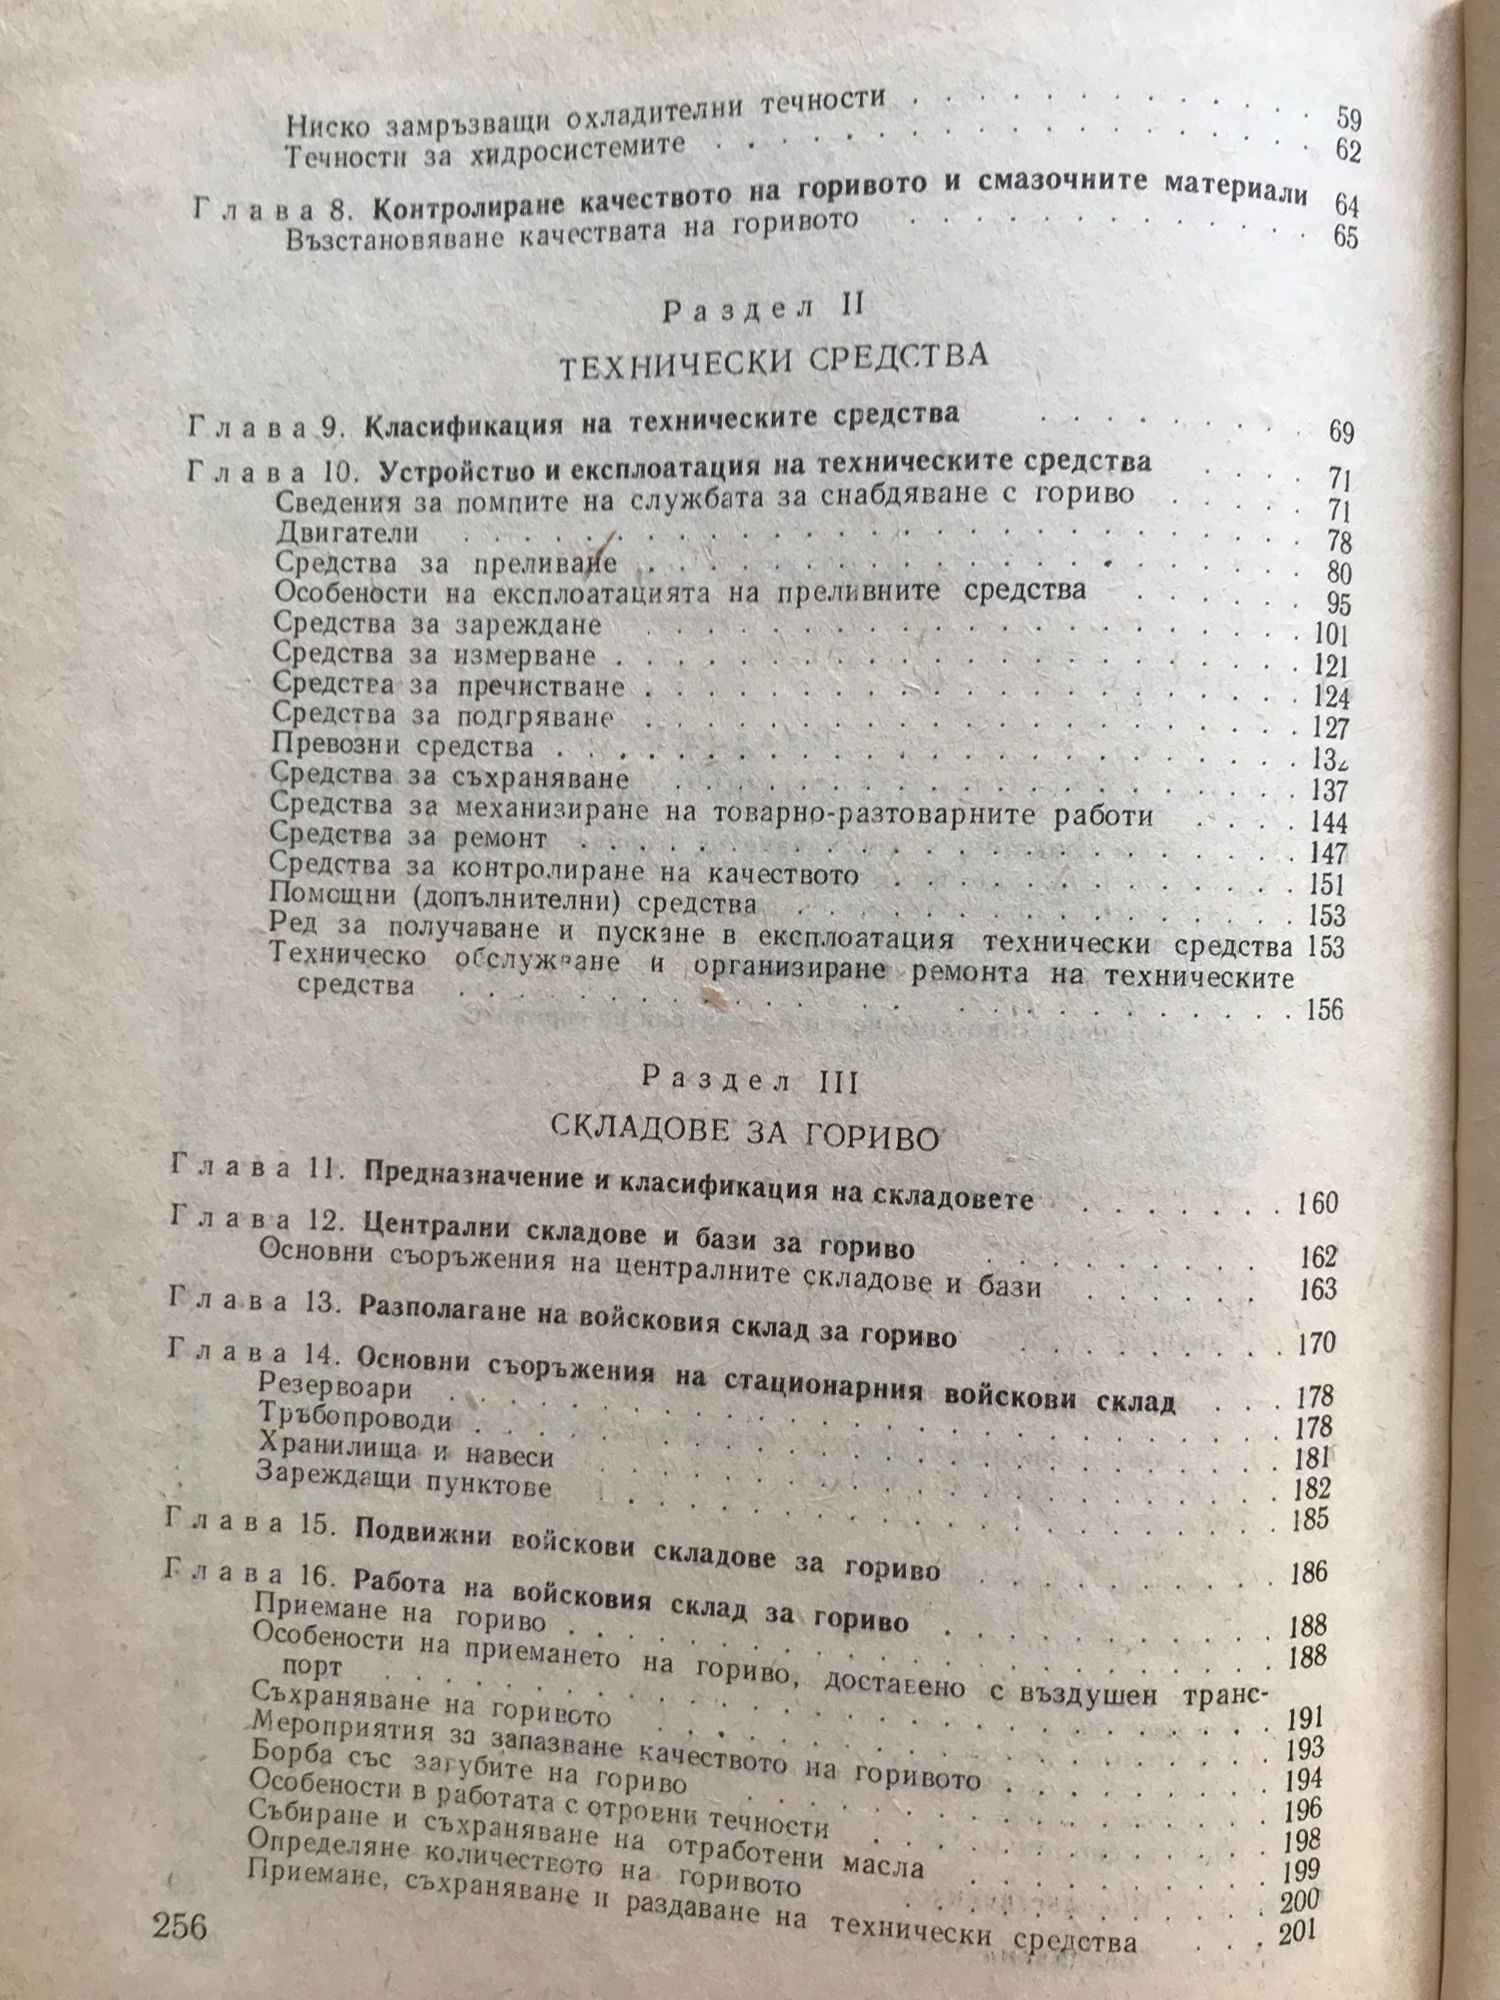 Ниско замръзващи охладителни течности . . . . . . . . . . . . . 59
Течности за хидросистемите . . . . . . . . . . . . . . . . . . 62
Глава 8. Контролиране качеството на горивото и смазочните материали 64
Възстановяване качествата на горивото . . . . . . . . . . . . 65
Раздел II
ТЕХНИЧЕСКИ СРЕДСТВА
Глава 9. Класификация на техническите средства . . . . . . . . 69
Глава 10. Устройство и експлоатация на техническите средства . . . . 71
Сведения за помпите на службата за снабдяване с гориво . . . . . 71
Двигатели . . . . . . . . . . . . . . . . . . . . . . . . . . 78
Средства за преливане . . . . . . . . . . . . . . . . . . . . 80
Особености на експлоатацията на преливните средства . . . . . . 95
Средства за зареждане . . . . . . . . . . . . . . . . . . . . 101
Средства за измерване . . . . . . . . . . . . . . . . . . . . 121
Средства за пречистване . . . . . . . . . . . . . . . . . . . 124
Средства за подгряване . . . . . . . . . . . . . . . . . . . . 127
Превозни средства . . . . . . . . . . . . . . . . . . . . . . 132
Средства за съхраняване . . . . . . . . . . . . . . . . . . . 137
Средства за механизиране на товарно-разтоварните работи . . . . 144
Средства за ремонт . . . . . . . . . . . . . . . . . . . . . . 147
Средства за контролиране на качеството . . . . . . . . . . . . 151
Помощни (допълнителни) средства . . . . . . . . . . . . . . . 153
Ред за получаване и пускане в експлоатация технически средства 153
Техническо обслужване и организиране ремонта на техническите
средства . . . . . . . . . . . . . . . . . . . . . . . . . . . 156
Раздел III
СКЛАДОВЕ ЗА ГОРИВО
Глава 11. Предназначение и класификация на складовете . . . . . . . 160
Глава 12. Централни складове и бази за гориво . . . . . . . . . 162
Основни съоръжения на централните складове и бази . . . . . . 163
Глава 13. Разполагане на войсковия склад за гориво . . . . . . . . . 170
Глава 14. Основни съоръжения на стационарния войскови склад . . . 178
Резервоари . . . . . . . . . . . . . . . . . . . . . . . . . . 178
Тръбопроводи . . . . . . . . . . . . . . . . . . . . . . . . . 181
Хранилища и навеси . . . . . . . . . . . . . . . . . . . . . . 182
Зареждащи пунктове . . . . . . . . . . . . . . . . . . . . . . 185
Глава 15. Подвижни войскови складове за гориво . . . . . . . . . . 186
Глава 16. Работа на войсковия склад за гориво . . . . . . . . . . . 188
Приемане на гориво . . . . . . . . . . . . . . . . . . . . . . 188
Особености на приемането на гориво, доставено с въздушен транс-
порт . . . . . . . . . . . . . . . . . . . . . . . . . . . . . 191
Съхраняване на горивото . . . . . . . . . . . . . . . . . . . 193
Мероприятия за запазване качеството на горивото . . . . . . . . 194
Борба със загубите на гориво . . . . . . . . . . . . . . . . . 196
Особености в работата с отровни течности . . . . . . . . . . . 198
Събиране и съхраняване на отработени масла . . . . . . . . . . 199
Определяне количеството на горивото . . . . . . . . . . . . . 200
Приемане, съхраняване и раздаване на технически средства . . . 201
256